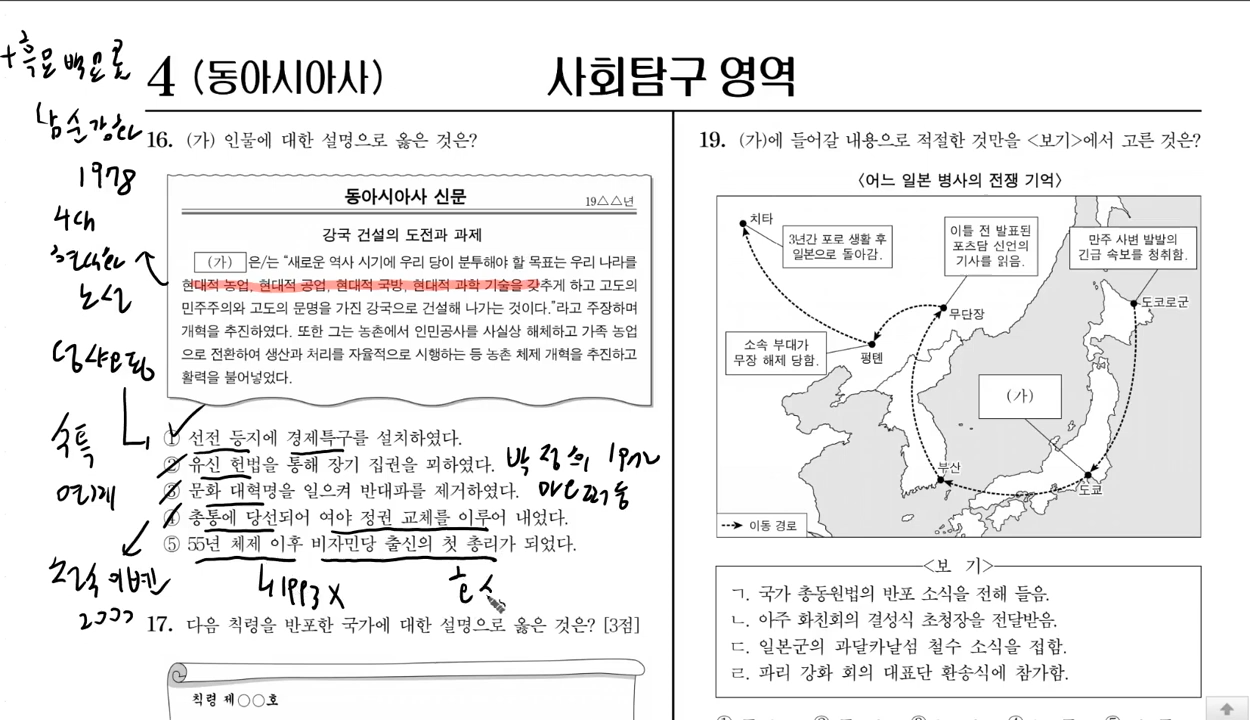 4 (동아시아사)
사회탐구 영역
+흑묘 백묘론
남순강화
1978
4대
현대화
노선
덩샤오핑
16. (가) 인물에 대한 설명으로 옳은 것은?
동아시아사 신문
19△△년
강국 건설의 도전과 과제
(가) 은/는 “새로운 역사 시기에 우리 당이 분투해야 할 목표는 우리 나라를
현대적 농업, 현대적 공업, 현대적 국방, 현대적 과학 기술을 갖추게 하고 고도의
민주주의와 고도의 문명을 가진 강국으로 건설해 나가는 것이다.”라고 주장하며
개혁을 추진하였다. 또한 그는 농촌에서 인민공사를 사실상 해체하고 가족 농업
으로 전환하여 생산과 처리를 자율적으로 시행하는 등 농촌 체제 개혁을 추진하고
활력을 불어넣었다.
① 선전 등지에 경제특구를 설치하였다.
② 유신 헌법을 통해 장기 집권을 꾀하였다. 박정희 1972
③ 문화 대혁명을 일으켜 반대파를 제거하였다. 마오쩌둥
④ 총통에 당선되어 여야 정권 교체를 이루어 내었다.
⑤ 55년 체제 이후 비자민당 출신의 첫 총리가 되었다.
천수이볜
2000
1993 X
17. 다음 칙령을 반포한 국가에 대한 설명으로 옳은 것은? [3점]
칙령 제○○호
19. (가)에 들어갈 내용으로 적절한 것만을 <보기>에서 고른 것은?
〈어느 일본 병사의 전쟁 기억〉
치타
3년간 포로 생활 후
일본으로 돌아감.
이틀 전 발표된
포츠담 선언의
기사를 읽음.
만주 사변 발발의
긴급 속보를 청취함.
도코로군
무단장
소속 부대가
무장 해제 당함.
펑톈
(가)
부산
도쿄
이동 경로
<보 기>
ㄱ. 국가 총동원법의 반포 소식을 전해 들음.
ㄴ. 아주 화친회의 결성식 초청장을 전달받음.
ㄷ. 일본군의 과달카날섬 철수 소식을 접함.
ㄹ. 파리 강화 회의 대표단 환송식에 참가함.